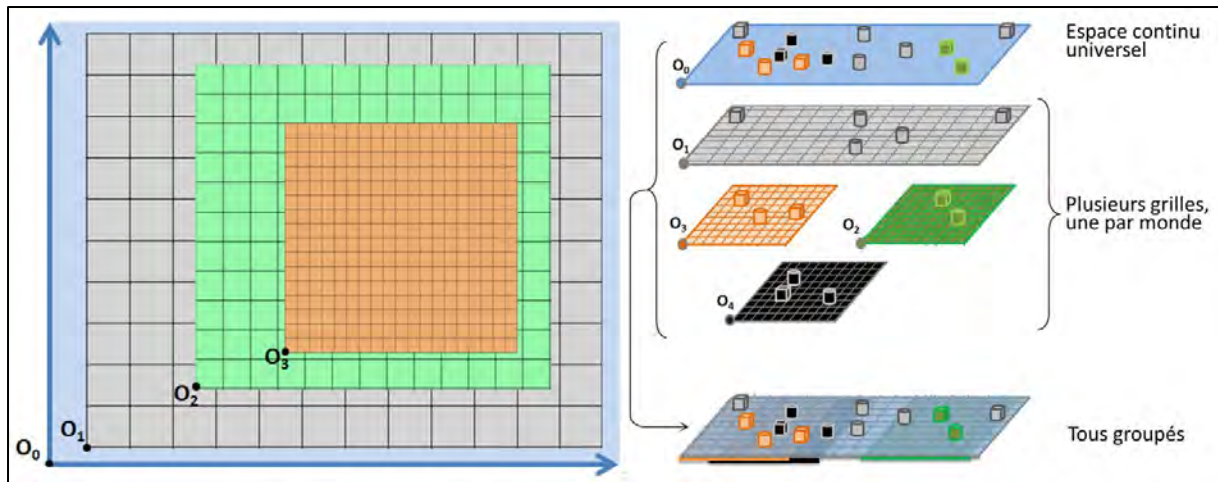 O₀
O₁
O₂
O₃
O₀
Espace continu
universel
O₁
O₃
O₂
Plusieurs grilles,
une par monde
O₄
Tous groupés